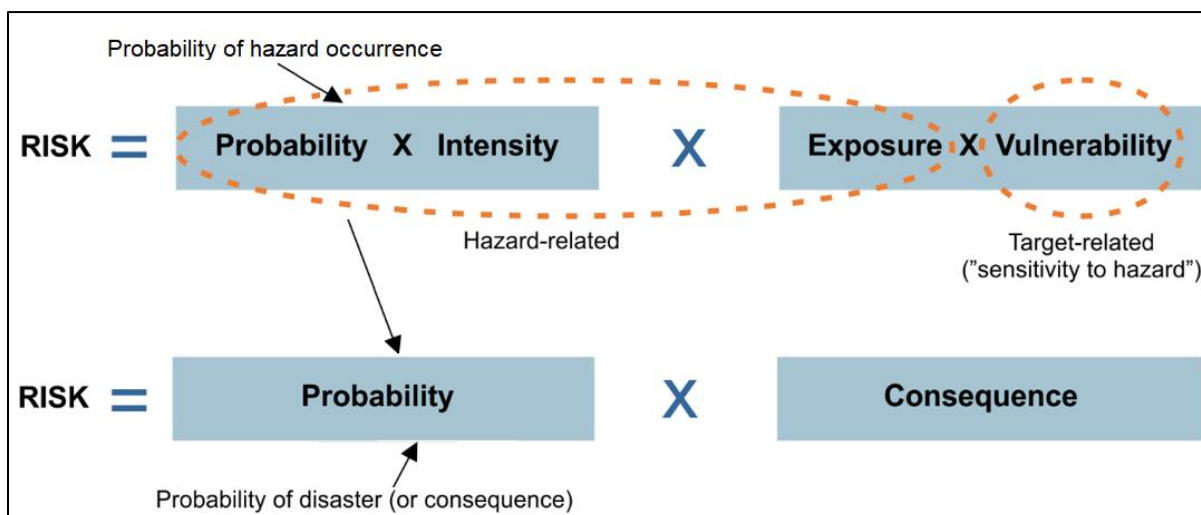 Probability of hazard occurrence
RISK = Probability X Intensity X Exposure X Vulnerability
Hazard-related
Target-related
(”sensitivity to hazard”)
RISK = Probability X Consequence
Probability of disaster (or consequence)